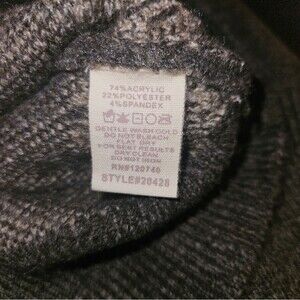 74%ACRYLIC
22%POLYESTER
4%SPANDEX
GENTLE WASH COLD
DO NOT BLEACH
FLAT DRY
FOR BEST RESULTS
DRY CLEAN
DO NOT IRON
RN#120740
STYLE#20428